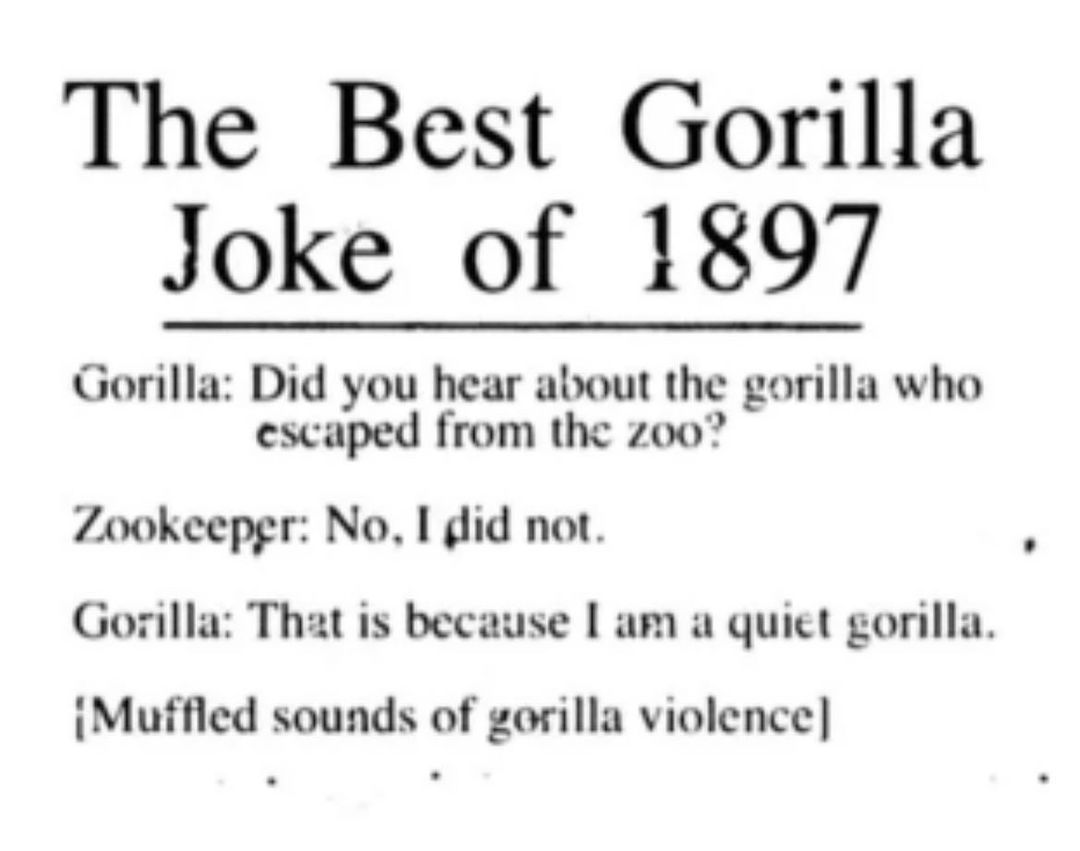 The Best Gorilla
Joke of 1897
Gorilla: Did you hear about the gorilla who
escaped from the zoo?
Zookeeper: No, I did not.
Gorilla: That is because I am a quiet gorilla.
[Muffled sounds of gorilla violence]